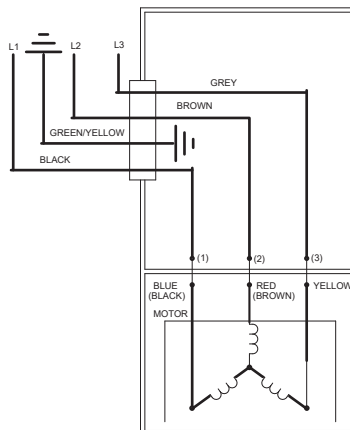 L1
L2
L3
GREY
BROWN
GREEN/YELLOW
BLACK
(1)
(2)
(3)
BLUE
(BLACK)
RED
(BROWN)
YELLOW
MOTOR